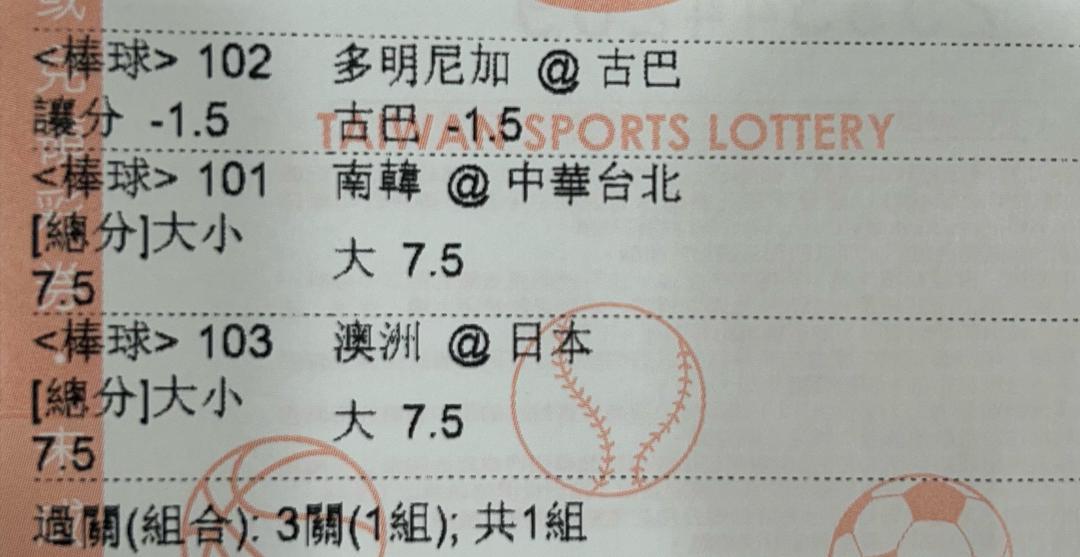 <棒球> 102 多明尼加 @ 古巴
讓分 -1.5 古巴 -1.5
TAIWAN SPORTS LOTTERY
<棒球> 101 南韓 @ 中華台北
[總分]大小 大 7.5
7.5
<棒球> 103 澳洲 @ 日本
[總分]大小 大 7.5
7.5
過關(組合): 3關(1組); 共1組